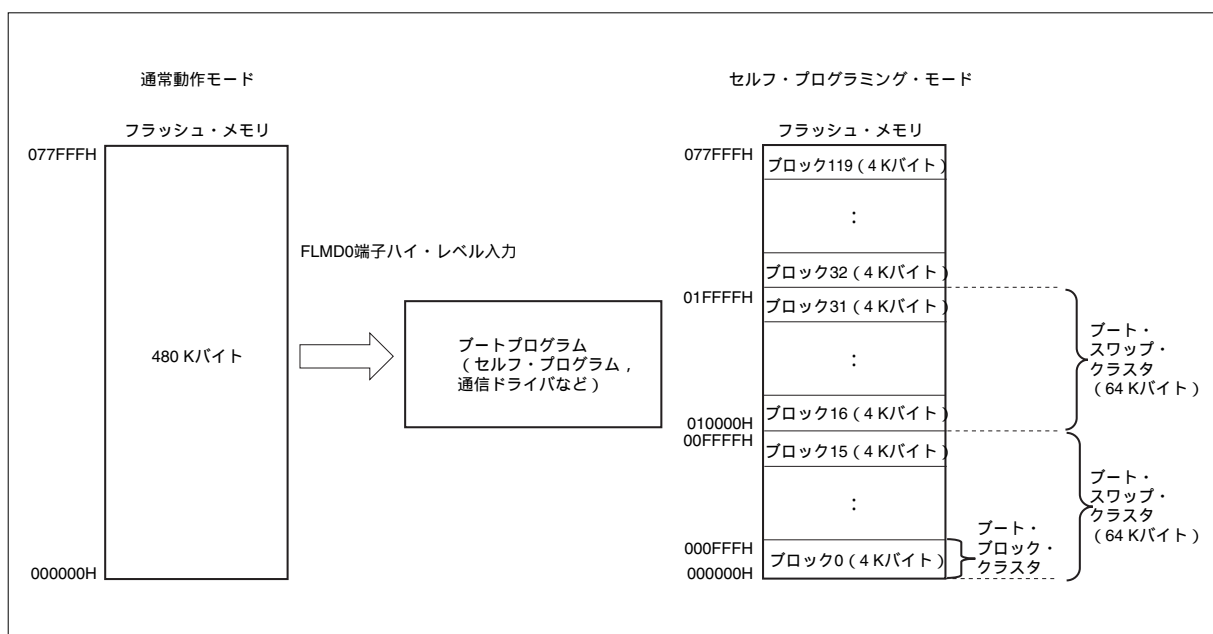 通常動作モード
フラッシュ・メモリ
077FFFH
480 Kバイト
000000H
FLMD0端子ハイ・レベル入力
ブートプログラム
(セルフ・プログラム,
通信ドライバなど)
セルフ・プログラミング・モード
フラッシュ・メモリ
077FFFH
ブロック119(4 Kバイト)
:
ブロック32(4 Kバイト)
01FFFFH
ブロック31(4 Kバイト)
:
ブロック16(4 Kバイト)
010000H
00FFFFH
ブロック15(4 Kバイト)
:
000FFFH
ブロック0(4 Kバイト)
000000H
ブート・
スワップ・
クラスタ
(64 Kバイト)
ブート・
スワップ・
クラスタ
(64 Kバイト)
ブート・
ブロック・
クラスタ